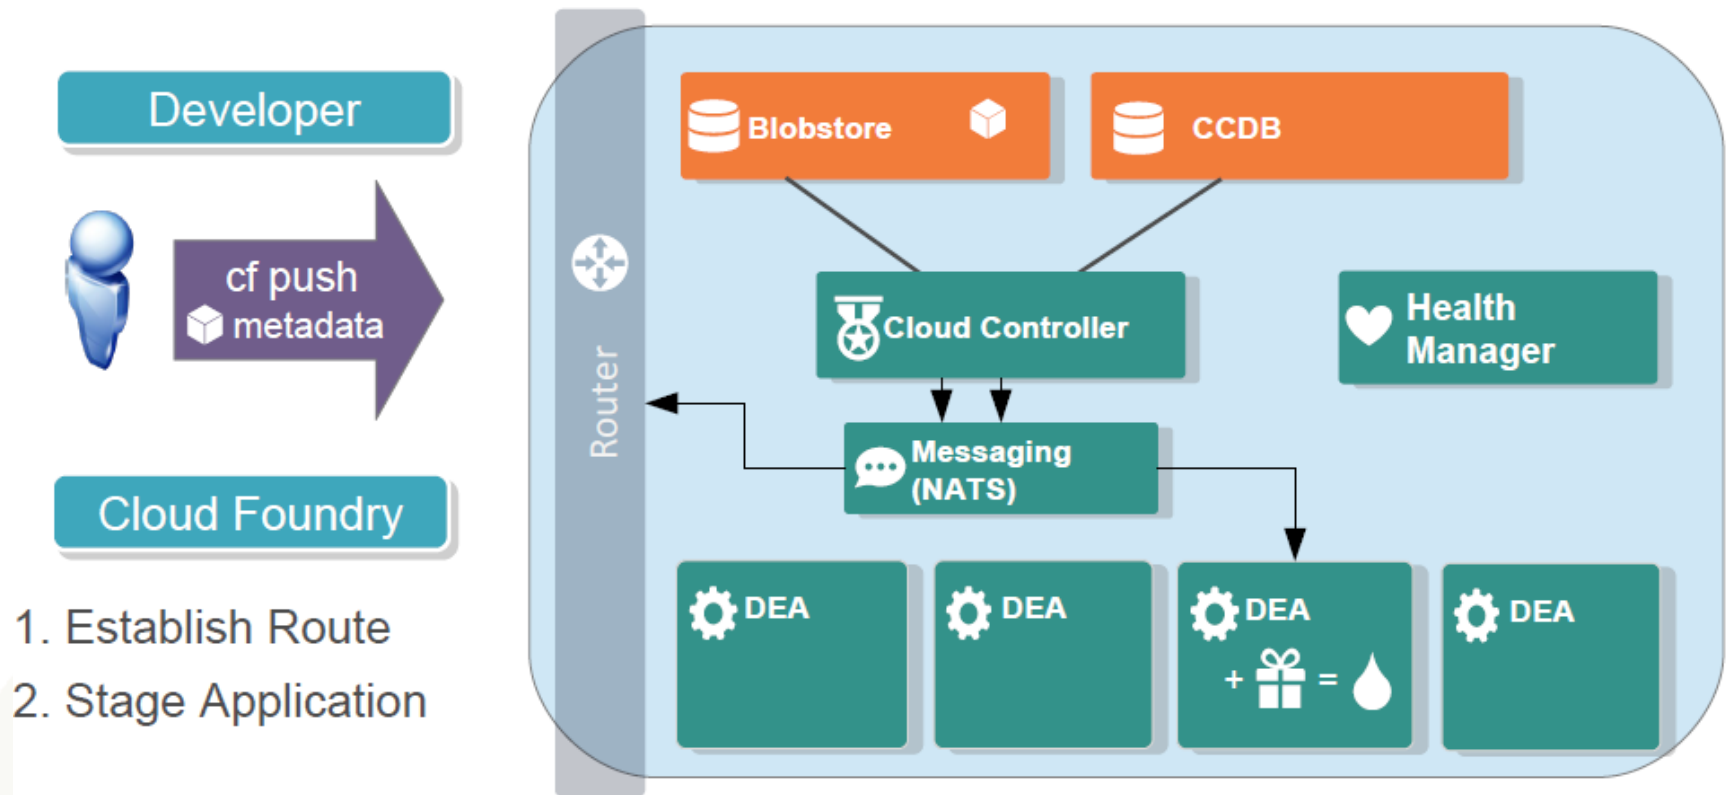 Developer
cf push
metadata
Cloud Foundry
1. Establish Route
2. Stage Application
Router
Blobstore
CCDB
Cloud Controller
Health
Manager
Messaging
(NATS)
DEA
DEA
DEA
+ =
DEA